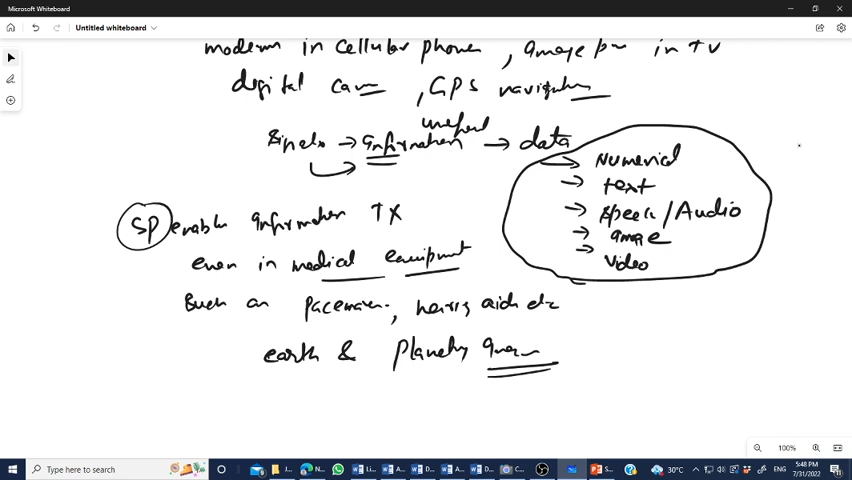 Microsoft Whiteboard
Untitled whiteboard
modem in cellular phone, image in TV
digital cam, GPS navigation
useful
signals → information → data
→ Numerical
→ text
→ speech/Audio
→ image
→ video
SP enable information TX
even in medical equipment
such as pacemaker, hearing aids etc
earth & planetary
100%
Type here to search
J...
N...
Li...
A...
D...
A...
D...
C...
S...
30°C
ENG
5:48 PM
7/31/2022